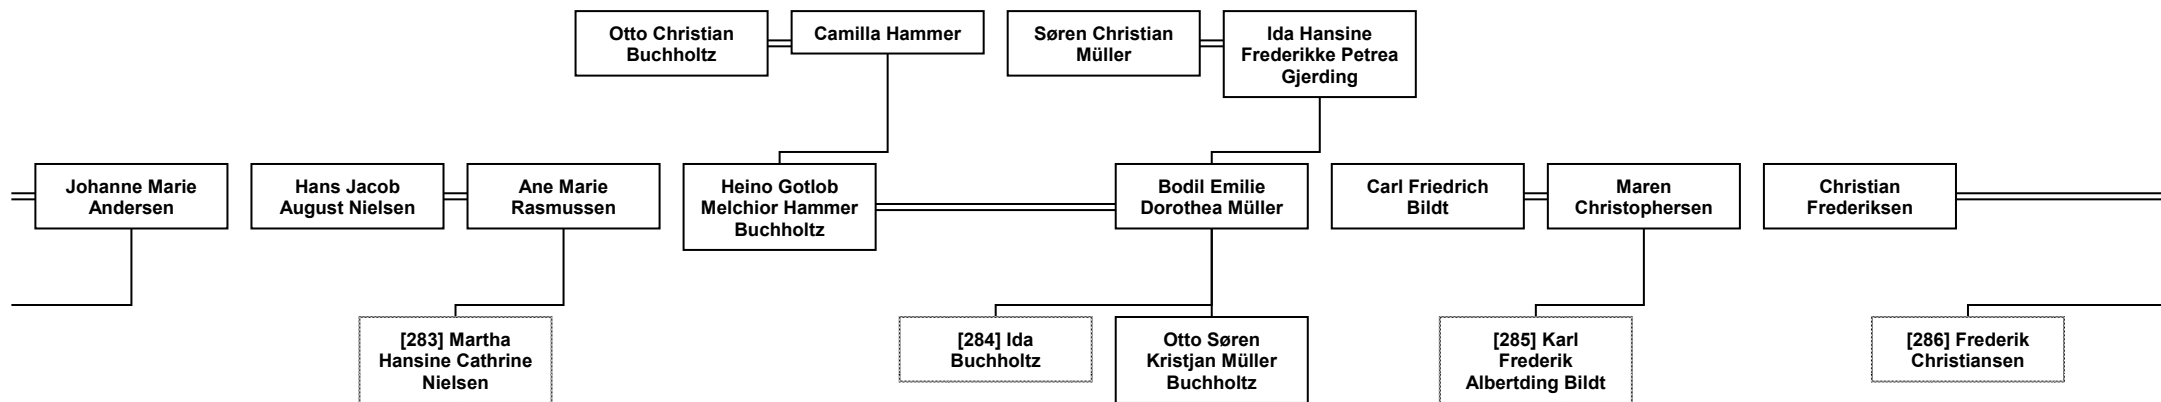 Otto Christian
Buchholtz
Camilla Hammer
Søren Christian
Müller
Ida Hansine
Frederikke Petrea
Gjerding
Johanne Marie
Andersen
Hans Jacob
August Nielsen
Ane Marie
Rasmussen
Heino Gotlob
Melchior Hammer
Buchholtz
Bodil Emilie
Dorothea Müller
Carl Friedrich
Bildt
Maren
Christophersen
Christian
Frederiksen
[283] Martha
Hansine Cathrine
Nielsen
[284] Ida
Buchholtz
Otto Søren
Kristjan Müller
Buchholtz
[285] Karl
Frederik
Albertding Bildt
[286] Frederik
Christiansen